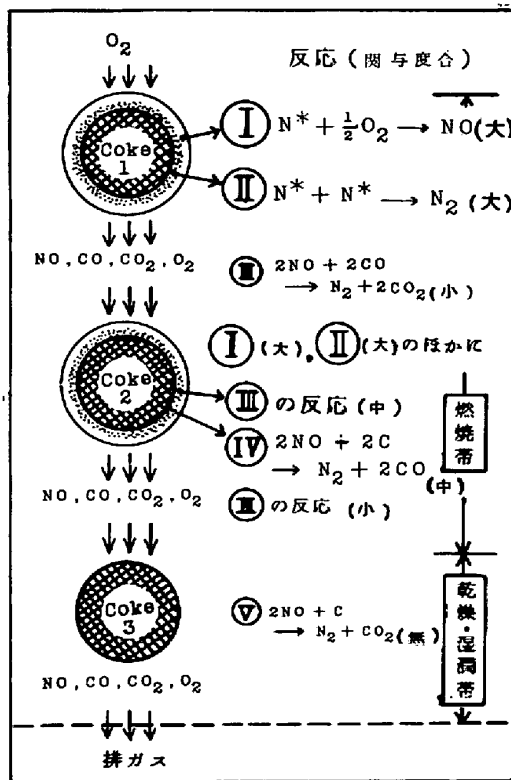 O₂
反応(関与度合)
Coke
1
Ⅰ N* + ½O₂ → NO(大)
Ⅱ N* + N* → N₂(大)
NO,CO,CO₂,O₂
Ⅲ 2NO + 2CO
→ N₂ + 2CO₂(小)
Ⅰ(大),Ⅱ(大)のほかに
Coke
2
Ⅲの反応(中)
Ⅳ 2NO + 2C
→ N₂ + 2CO
(中)
燃焼帯
NO,CO,CO₂,O₂
Ⅲの反応 (小)
Coke
3
Ⅴ 2NO + C
→ N₂ + CO₂(無)
乾燥・湿潤帯
NO,CO,CO₂,O₂
排ガス